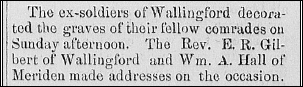 The ex-soldiers of Wallingford decora-
ted the graves of their fellow comrades on
Sunday afternoon. The Rev. E. R. Gil-
bert of Wallingford and Wm. A. Hall of
Meriden made addresses on the occasion.